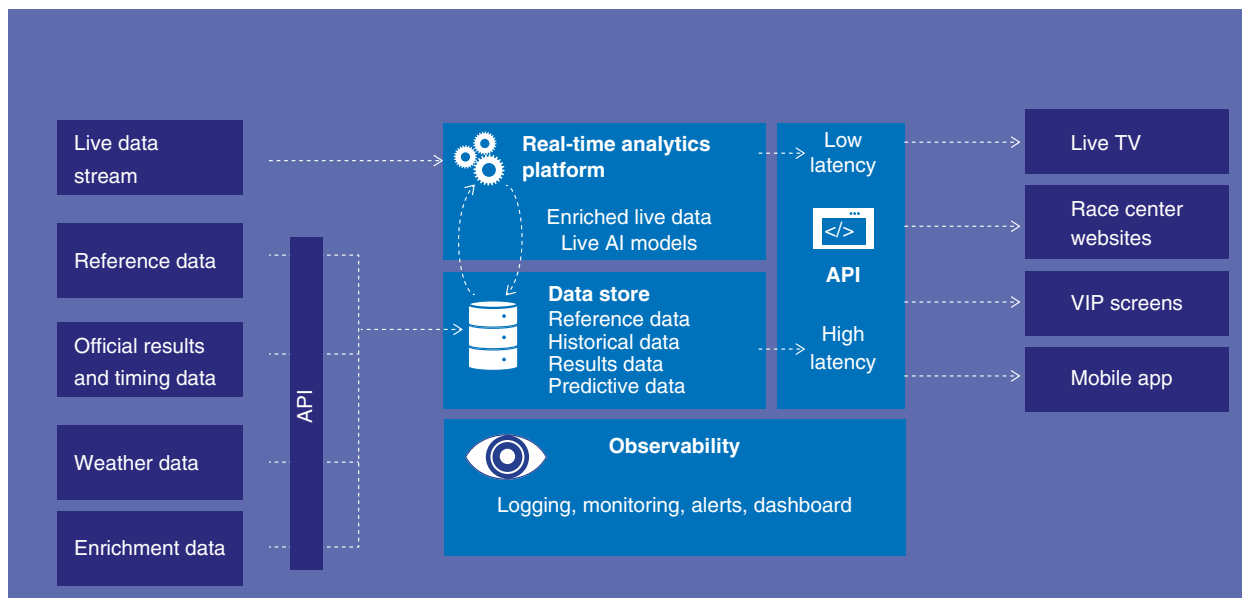 Live data
stream
Reference data
Official results
and timing data
Weather data
Enrichment data
API
Real-time analytics
platform
Enriched live data
Live AI models
Data store
Reference data
Historical data
Results data
Predictive data
Low
latency
</>
API
High
latency
Observability
Logging, monitoring, alerts, dashboard
Live TV
Race center
websites
VIP screens
Mobile app